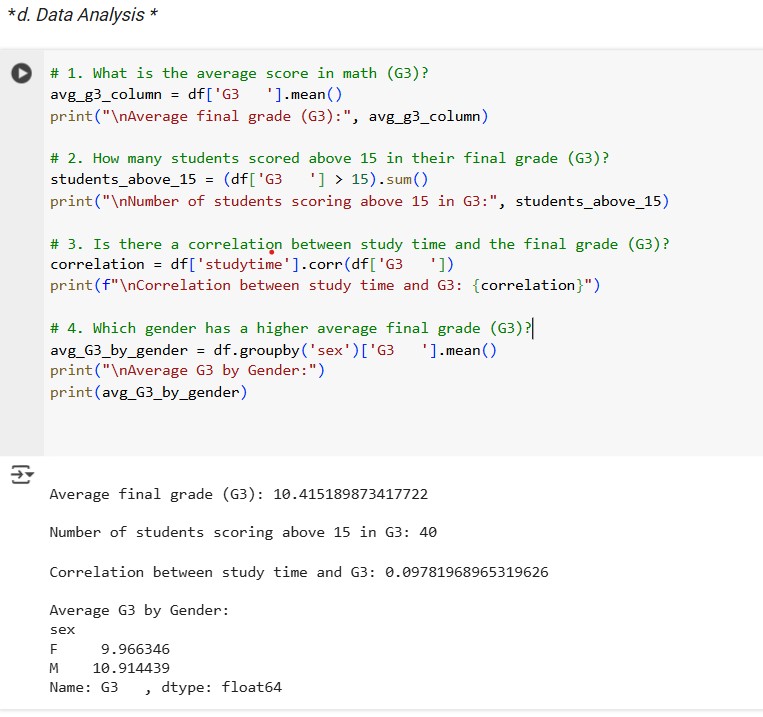 *d. Data Analysis *
# 1. What is the average score in math (G3)?
avg_g3_column = df['G3   '].mean()
print("\nAverage final grade (G3):", avg_g3_column)
# 2. How many students scored above 15 in their final grade (G3)?
students_above_15 = (df['G3   '] > 15).sum()
print("\nNumber of students scoring above 15 in G3:", students_above_15)
# 3. Is there a correlation between study time and the final grade (G3)?
correlation = df['studytime'].corr(df['G3   '])
print(f"\nCorrelation between study time and G3: {correlation}")
# 4. Which gender has a higher average final grade (G3)?
avg_G3_by_gender = df.groupby('sex')['G3   '].mean()
print("\nAverage G3 by Gender:")
print(avg_G3_by_gender)
Average final grade (G3): 10.415189873417722
Number of students scoring above 15 in G3: 40
Correlation between study time and G3: 0.09781968965319626
Average G3 by Gender:
sex
F     9.966346
M    10.914439
Name: G3   , dtype: float64